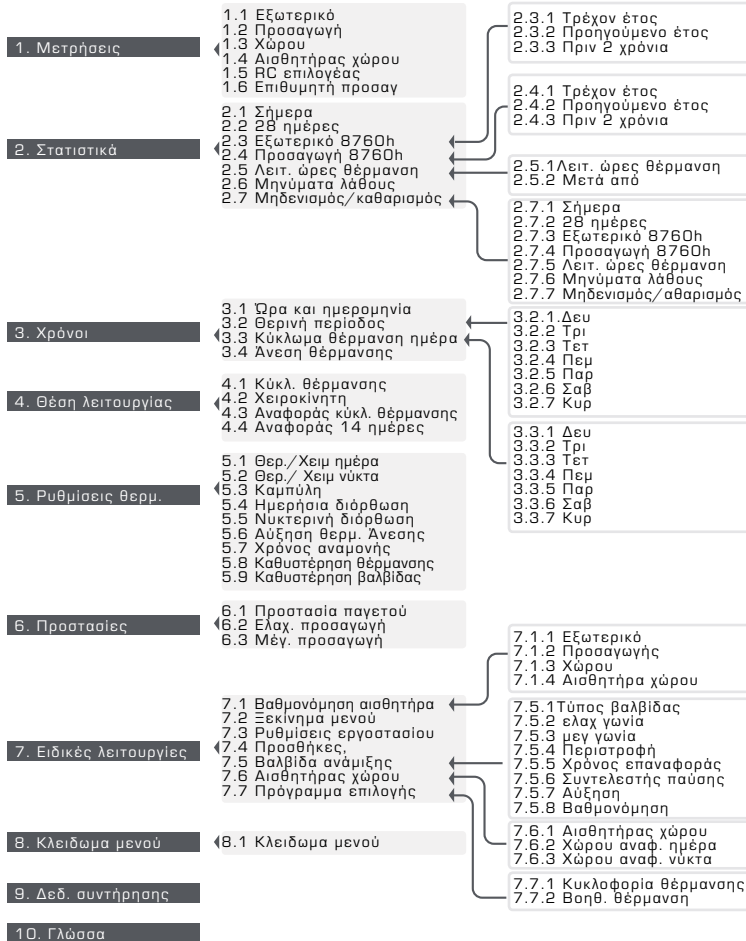 1. Μετρήσεις
1.1 Εξωτερικό
1.2 Προσαγωγή
1.3 Χώρου
1.4 Αισθητήρας χώρου
1.5 RC επιλογέας
1.6 Επιθυμητή προσαγ
2. Στατιστικά
2.1 Σήμερα
2.2 28 ημέρες
2.3 Εξωτερικό 8760h
2.4 Προσαγωγή 8760h
2.5 Λειτ. ώρες θέρμανση
2.6 Μηνύματα λάθους
2.7 Μηδενισμός/καθαρισμός
2.3.1 Τρέχον έτος
2.3.2 Προηγούμενο έτος
2.3.3 Πριν 2 χρόνια
2.4.1 Τρέχον έτος
2.4.2 Προηγούμενο έτος
2.4.3 Πριν 2 χρόνια
2.5.1Λειτ. ώρες θέρμανση
2.5.2 Μετά από
2.7.1 Σήμερα
2.7.2 28 ημέρες
2.7.3 Εξωτερικό 8760h
2.7.4 Προσαγωγή 8760h
2.7.5 Λειτ. ώρες θέρμανση
2.7.6 Μηνύματα λάθους
2.7.7 Μηδενισμός/αθαρισμός
3. Χρόνοι
3.1 Ώρα και ημερομηνία
3.2 Θερινή περίοδος
3.3 Κύκλωμα θέρμανση ημέρα
3.4 Άνεση θέρμανσης
3.2.1.Δευ
3.2.2 Τρι
3.2.3 Τετ
3.2.4 Πεμ
3.2.5 Παρ
3.2.6 Σαβ
3.2.7 Κυρ
3.3.1 Δευ
3.3.2 Τρι
3.3.3 Τετ
3.3.4 Πεμ
3.3.5 Παρ
3.3.6 Σαβ
3.3.7 Κυρ
4. Θέση λειτουργίας
4.1 Κύκλ. θέρμανσης
4.2 Χειροκίνητη
4.3 Αναφοράς κύκλ. θέρμανσης
4.4 Αναφοράς 14 ημέρες
5. Ρυθμίσεις θερμ.
5.1 Θερ./Χειμ ημέρα
5.2 Θερ./ Χειμ νύκτα
5.3 Καμπύλη
5.4 Ημερήσια διόρθωση
5.5 Νυκτερινή διόρθωση
5.6 Αύξηση θερμ. Άνεσης
5.7 Χρόνος αναμονής
5.8 Καθυστέρηση θέρμανσης
5.9 Καθυστέρηση βαλβίδας
6. Προστασίες
6.1 Προστασία παγετού
6.2 Ελαχ. προσαγωγή
6.3 Μέγ. προσαγωγή
7. Ειδικές λειτουργίες
7.1 Βαθμονόμηση αισθητήρα
7.2 Ξεκίνημα μενού
7.3 Ρυθμίσεις εργοστασίου
7.4 Προσθήκες,
7.5 Βαλβίδα ανάμιξης
7.6 Αισθητήρας χώρου
7.7 Πρόγραμμα επιλογής
7.1.1 Εξωτερικό
7.1.2 Προσαγωγής
7.1.3 Χώρου
7.1.4 Αισθητήρα χώρου
7.5.1Τύπος βαλβίδας
7.5.2 ελαχ γωνία
7.5.3 μεγ γωνία
7.5.4 Περιστροφή
7.5.5 Χρόνος επαναφοράς
7.5.6 Συντελεστής παύσης
7.5.7 Αύξηση
7.5.8 Βαθμονόμηση
7.6.1 Αισθητήρας χώρου
7.6.2 Χώρου αναφ. ημέρα
7.6.3 Χώρου αναφ. νύκτα
7.7.1 Κυκλοφορία θέρμανσης
7.7.2 Βοηθ. θέρμανση
8. Κλειδωμα μενού
8.1 Κλειδωμα μενού
9. Δεδ. συντήρησης
10. Γλώσσα